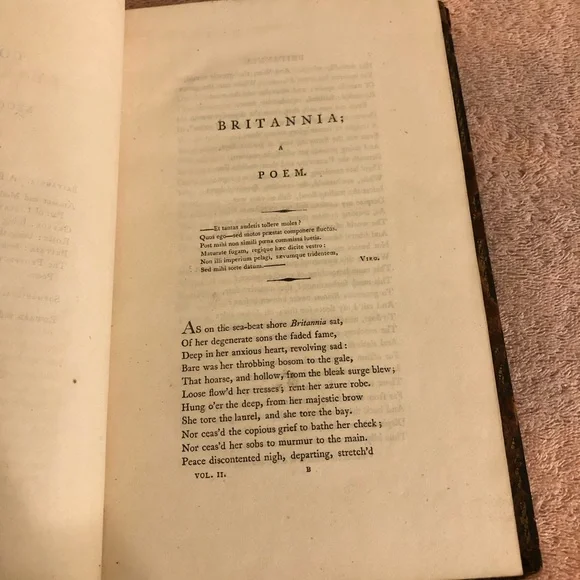 BRITANNIA;
A
POEM.
——Et tantas audetis tollere moles?
Quos ego—sed motos præstat componere fluctus.
Post mihi non simili pœna commissa luetis.
Maturate fugam, regique hæc dicite vestro:
Non illi imperium pelagi, sævumque tridentem,
Sed mihi sorte datum.——
VIRG.
AS on the sea-beat shore Britannia sat,
Of her degenerate sons the faded fame,
Deep in her anxious heart, revolving sad:
Bare was her throbbing bosom to the gale,
That hoarse, and hollow, from the bleak surge blew;
Loose flow'd her tresses; rent her azure robe.
Hung o'er the deep, from her majestic brow
She tore the laurel, and she tore the bay.
Nor ceas'd the copious grief to bathe her cheek;
Nor ceas'd her sobs to murmur to the main.
Peace discontented nigh, departing, stretch'd
VOL. II. B